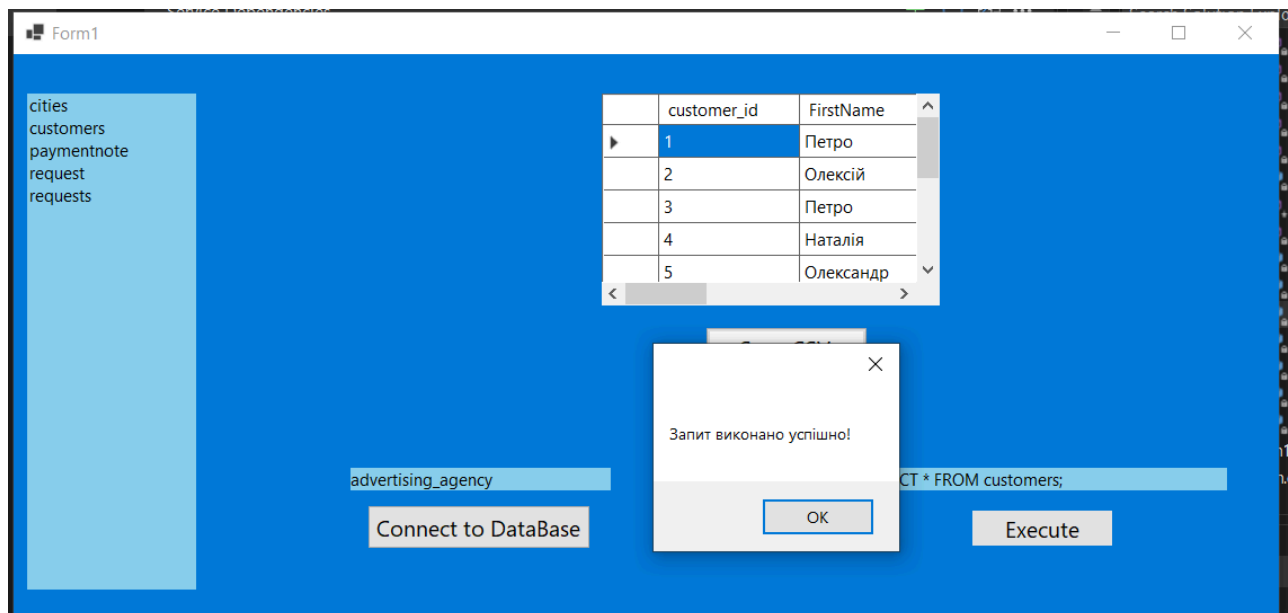 Form1
cities
customers
paymentnote
request
requests
customer_id FirstName
1 Петро
2 Олексій
3 Петро
4 Наталія
5 Олександр
Запит виконано успішно!
OK
advertising_agency
CT * FROM customers;
Connect to DataBase
Execute